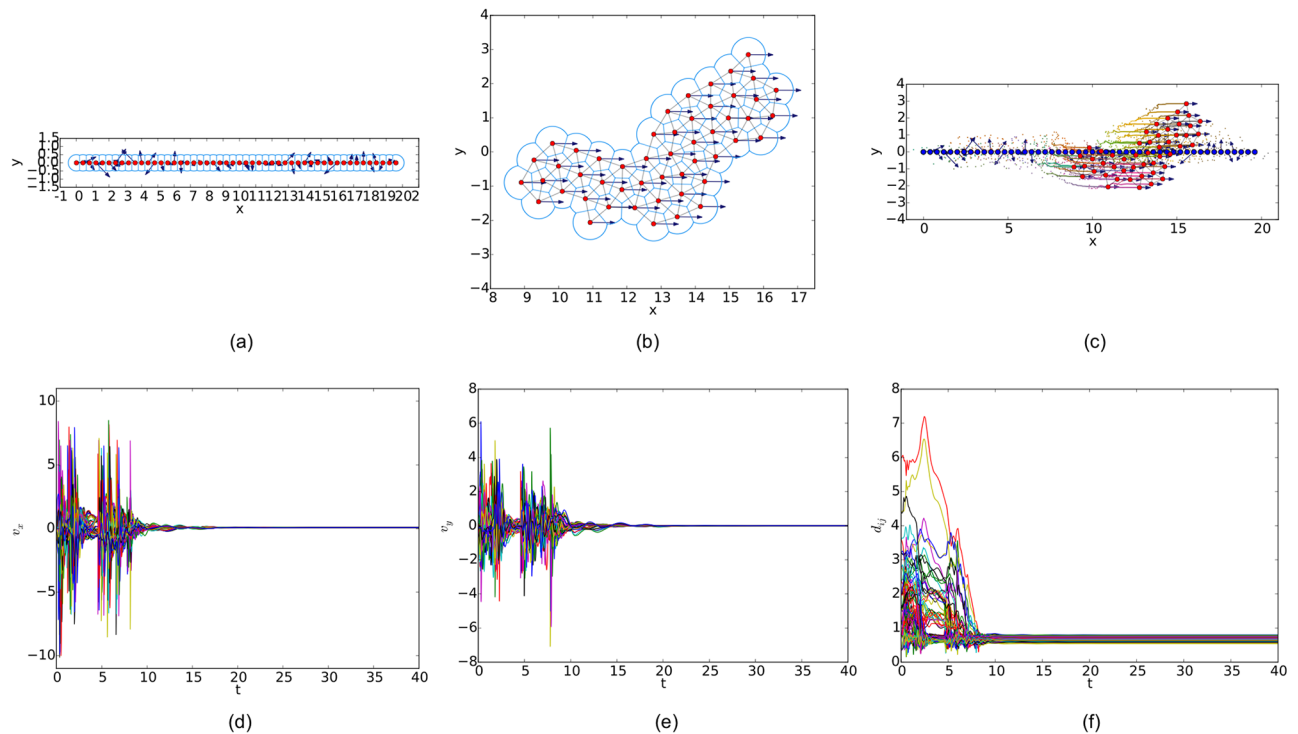 1.5
1.0
0.5
0.0
−0.5
−1.0
−1.5
y
-1 0 1 2 3 4 5 6 7 8 9 10 11 12 13 14 15 16 17 18 19 20 2
x
(a)
4
3
2
1
0
−1
−2
−3
−4
y
8 9 10 11 12 13 14 15 16 17
x
(b)
4
3
2
1
0
−1
−2
−3
−4
y
0 5 10 15 20
x
(c)
10
5
0
−5
−10
v_x
0 5 10 15 20 25 30 35 40
t
(d)
8
6
4
2
0
−2
−4
−6
−8
v_y
0 5 10 15 20 25 30 35 40
t
(e)
8
7
6
5
4
3
2
1
0
d_ij
0 5 10 15 20 25 30 35 40
t
(f)